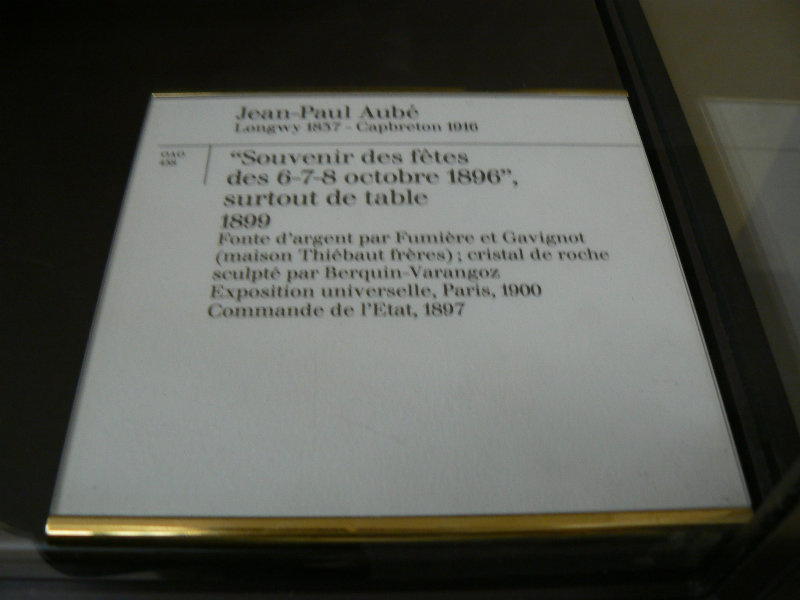 Jean-Paul Aubé
Longwy 1837 - Capbreton 1916
OAO
438
“Souvenir des fêtes
des 6-7-8 octobre 1896”,
surtout de table
1899
Fonte d'argent par Fumière et Gavignot
(maison Thiébaut frères) ; cristal de roche
sculpté par Berquin-Varangoz
Exposition universelle, Paris, 1900
Commande de l'Etat, 1897